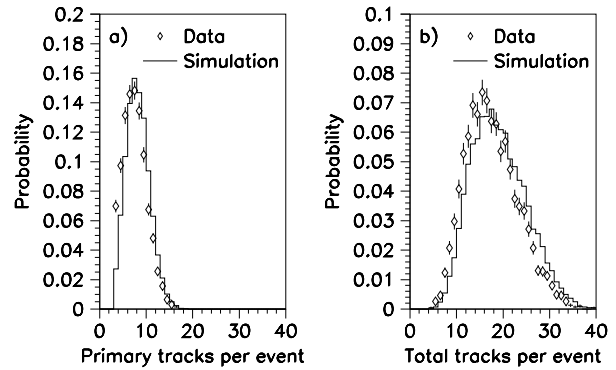 a)
Data
Simulation
0.2
0.18
0.16
0.14
0.12
0.1
0.08
0.06
0.04
0.02
0
Probability
0 10 20 30 40
Primary tracks per event
b)
Data
Simulation
0.1
0.09
0.08
0.07
0.06
0.05
0.04
0.03
0.02
0.01
0
Probability
0 10 20 30 40
Total tracks per event